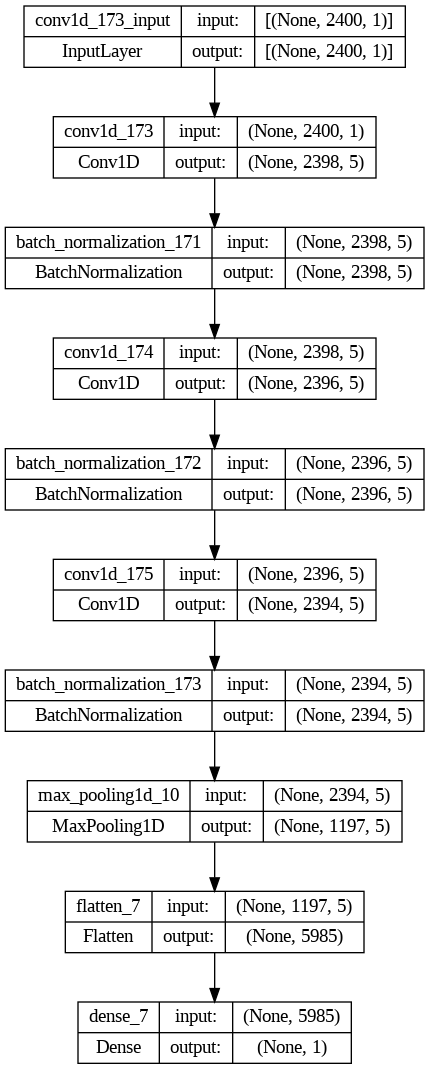 conv1d_173_input input: [(None, 2400, 1)]
InputLayer output: [(None, 2400, 1)]
conv1d_173 input: (None, 2400, 1)
Conv1D output: (None, 2398, 5)
batch_normalization_171 input: (None, 2398, 5)
BatchNormalization output: (None, 2398, 5)
conv1d_174 input: (None, 2398, 5)
Conv1D output: (None, 2396, 5)
batch_normalization_172 input: (None, 2396, 5)
BatchNormalization output: (None, 2396, 5)
conv1d_175 input: (None, 2396, 5)
Conv1D output: (None, 2394, 5)
batch_normalization_173 input: (None, 2394, 5)
BatchNormalization output: (None, 2394, 5)
max_pooling1d_10 input: (None, 2394, 5)
MaxPooling1D output: (None, 1197, 5)
flatten_7 input: (None, 1197, 5)
Flatten output: (None, 5985)
dense_7 input: (None, 5985)
Dense output: (None, 1)